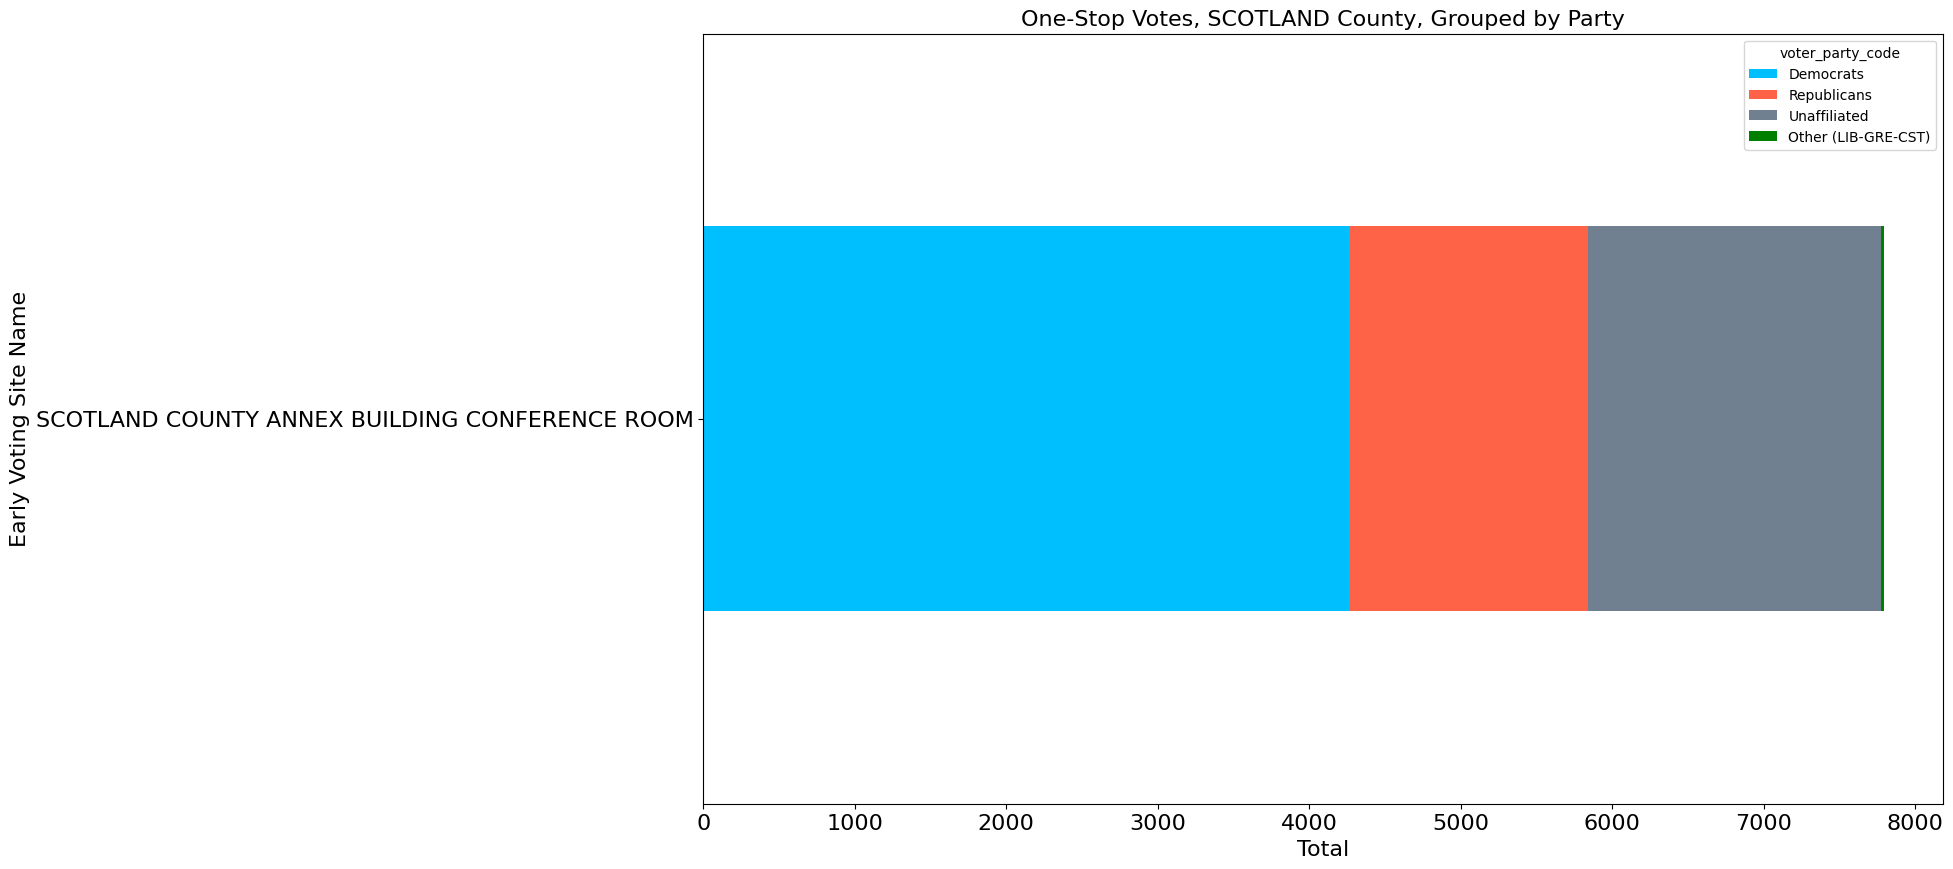 One-Stop Votes, SCOTLAND County, Grouped by Party
voter_party_code
Democrats
Republicans
Unaffiliated
Other (LIB-GRE-CST)
Early Voting Site Name
SCOTLAND COUNTY ANNEX BUILDING CONFERENCE ROOM
0 1000 2000 3000 4000 5000 6000 7000 8000
Total